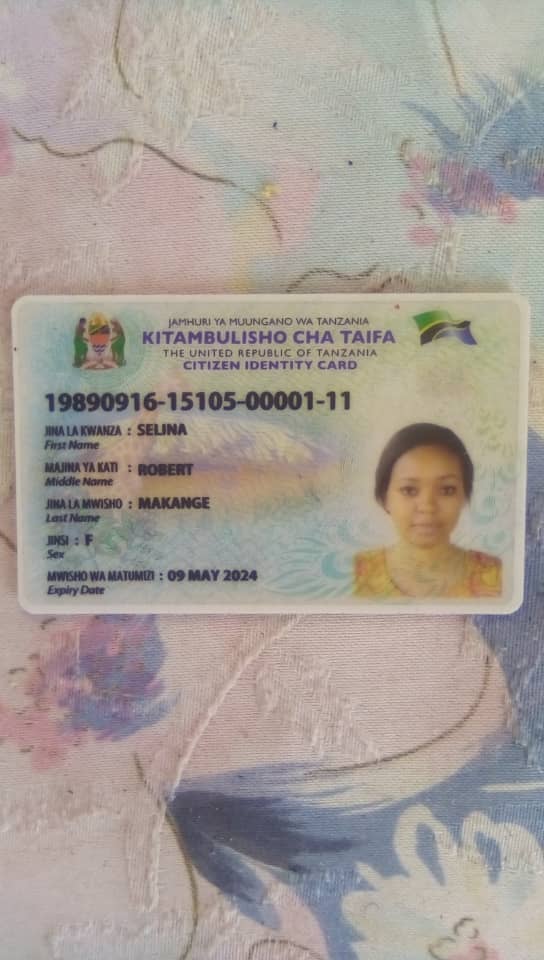 JAMHURI YA MUUNGANO WA TANZANIA
KITAMBULISHO CHA TAIFA
THE UNITED REPUBLIC OF TANZANIA
CITIZEN IDENTITY CARD
19890916-15105-00001-11
JINA LA KWANZA : SELINA
First Name
MAJINA YA KATI : ROBERT
Middle Name
JINA LA MWISHO : MAKANGE
Last Name
JINSI : F
Sex
MWISHO WA MATUMIZI : 09 MAY 2024
Expiry Date